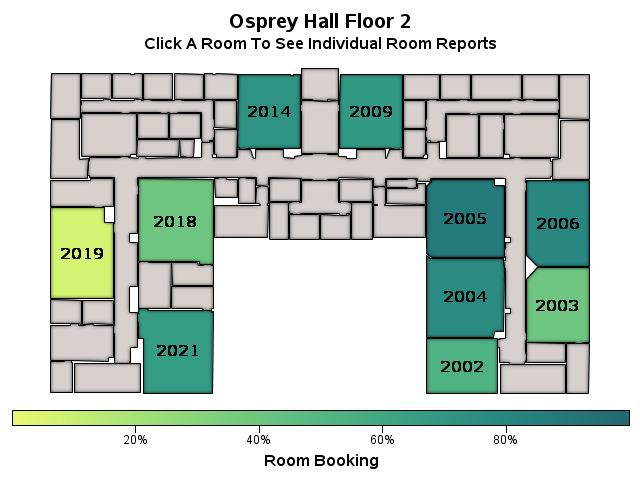 Osprey Hall Floor 2
Click A Room To See Individual Room Reports
2014 2009
2018 2005 2006
2019
2004 2003
2021 2002
20% 40% 60% 80%
Room Booking